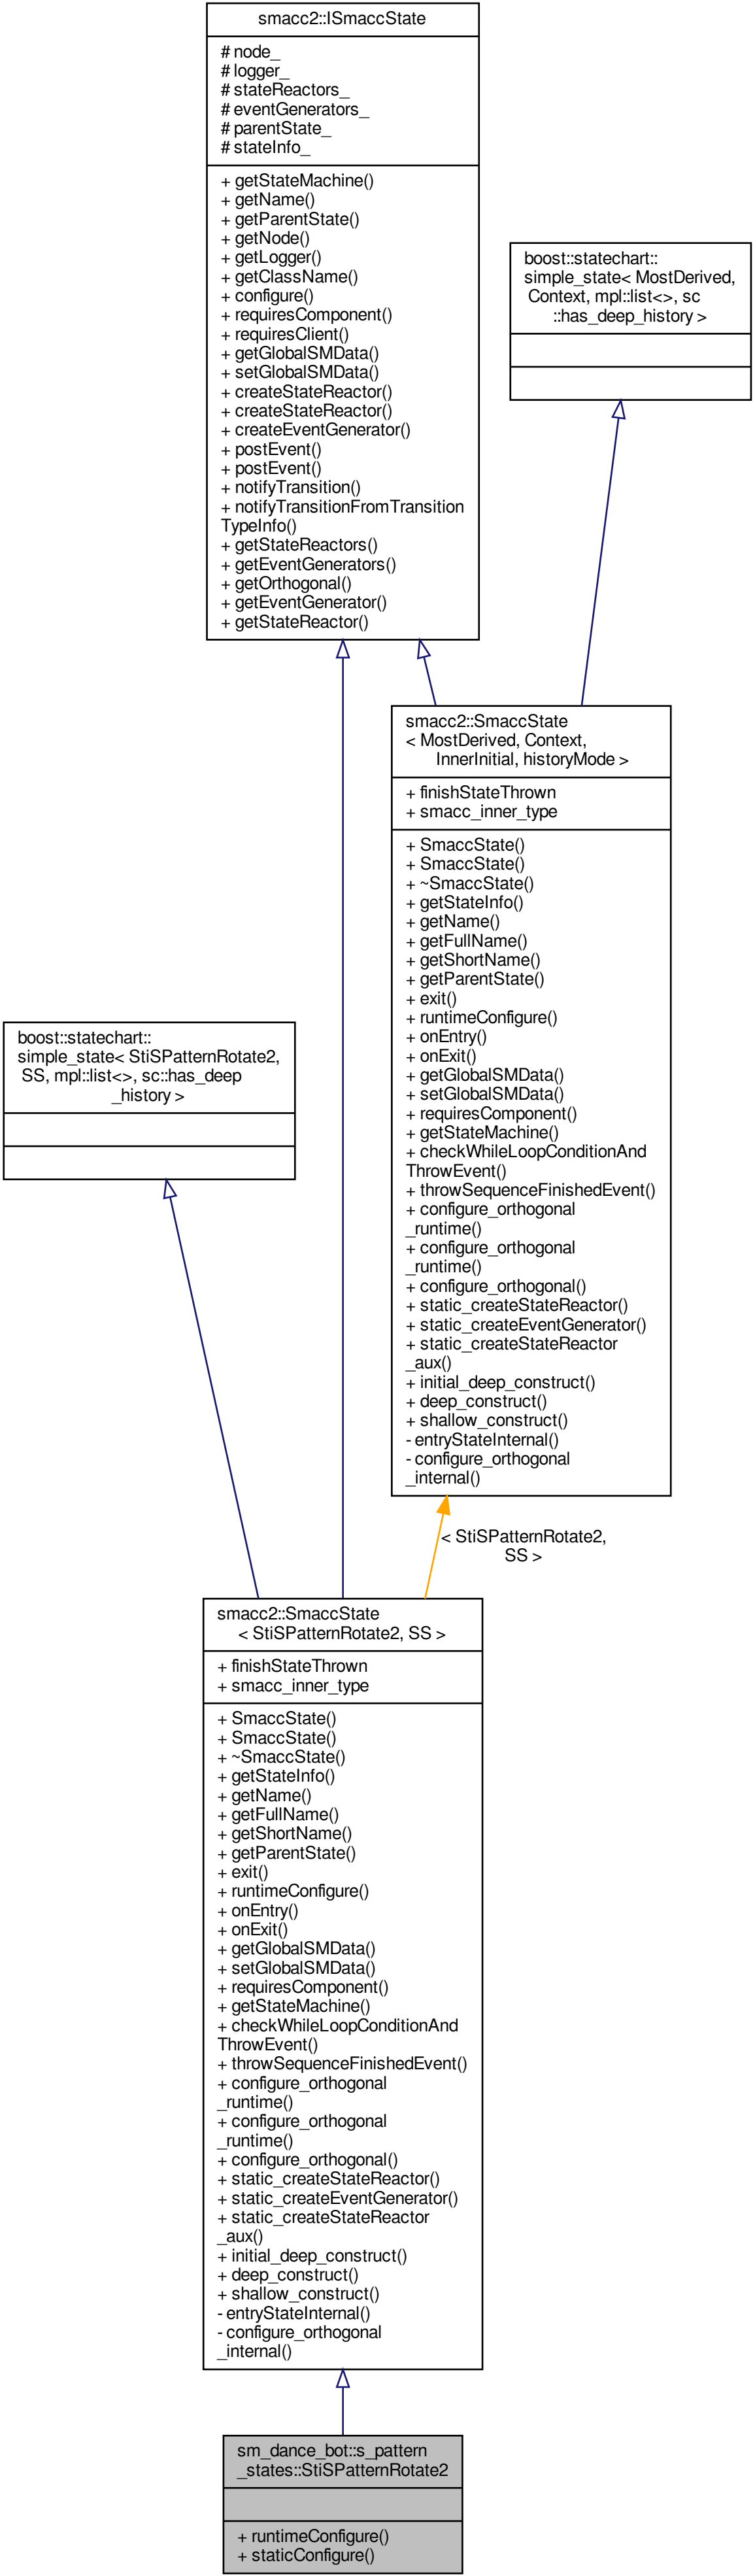 smacc2::ISmaccState
# node_
# logger_
# stateReactors_
# eventGenerators_
# parentState_
# stateInfo_
+ getStateMachine()
+ getName()
+ getParentState()
+ getNode()
+ getLogger()
+ getClassName()
+ configure()
+ requiresComponent()
+ requiresClient()
+ getGlobalSMData()
+ setGlobalSMData()
+ createStateReactor()
+ createStateReactor()
+ createEventGenerator()
+ postEvent()
+ postEvent()
+ notifyTransition()
+ notifyTransitionFromTransition
TypeInfo()
+ getStateReactors()
+ getEventGenerators()
+ getOrthogonal()
+ getEventGenerator()
+ getStateReactor()
boost::statechart::
simple_state< MostDerived,
Context, mpl::list<>, sc
::has_deep_history >
smacc2::SmaccState
< MostDerived, Context,
InnerInitial, historyMode >
+ finishStateThrown
+ smacc_inner_type
+ SmaccState()
+ SmaccState()
+ ~SmaccState()
+ getStateInfo()
+ getName()
+ getFullName()
+ getShortName()
+ getParentState()
+ exit()
+ runtimeConfigure()
+ onEntry()
+ onExit()
+ getGlobalSMData()
+ setGlobalSMData()
+ requiresComponent()
+ getStateMachine()
+ checkWhileLoopConditionAnd
ThrowEvent()
+ throwSequenceFinishedEvent()
+ configure_orthogonal
_runtime()
+ configure_orthogonal
_runtime()
+ configure_orthogonal()
+ static_createStateReactor()
+ static_createEventGenerator()
+ static_createStateReactor
_aux()
+ initial_deep_construct()
+ deep_construct()
+ shallow_construct()
- entryStateInternal()
- configure_orthogonal
_internal()
boost::statechart::
simple_state< StiSPatternRotate2,
SS, mpl::list<>, sc::has_deep
_history >
< StiSPatternRotate2,
SS >
smacc2::SmaccState
< StiSPatternRotate2, SS >
+ finishStateThrown
+ smacc_inner_type
+ SmaccState()
+ SmaccState()
+ ~SmaccState()
+ getStateInfo()
+ getName()
+ getFullName()
+ getShortName()
+ getParentState()
+ exit()
+ runtimeConfigure()
+ onEntry()
+ onExit()
+ getGlobalSMData()
+ setGlobalSMData()
+ requiresComponent()
+ getStateMachine()
+ checkWhileLoopConditionAnd
ThrowEvent()
+ throwSequenceFinishedEvent()
+ configure_orthogonal
_runtime()
+ configure_orthogonal
_runtime()
+ configure_orthogonal()
+ static_createStateReactor()
+ static_createEventGenerator()
+ static_createStateReactor
_aux()
+ initial_deep_construct()
+ deep_construct()
+ shallow_construct()
- entryStateInternal()
- configure_orthogonal
_internal()
sm_dance_bot::s_pattern
_states::StiSPatternRotate2
+ runtimeConfigure()
+ staticConfigure()